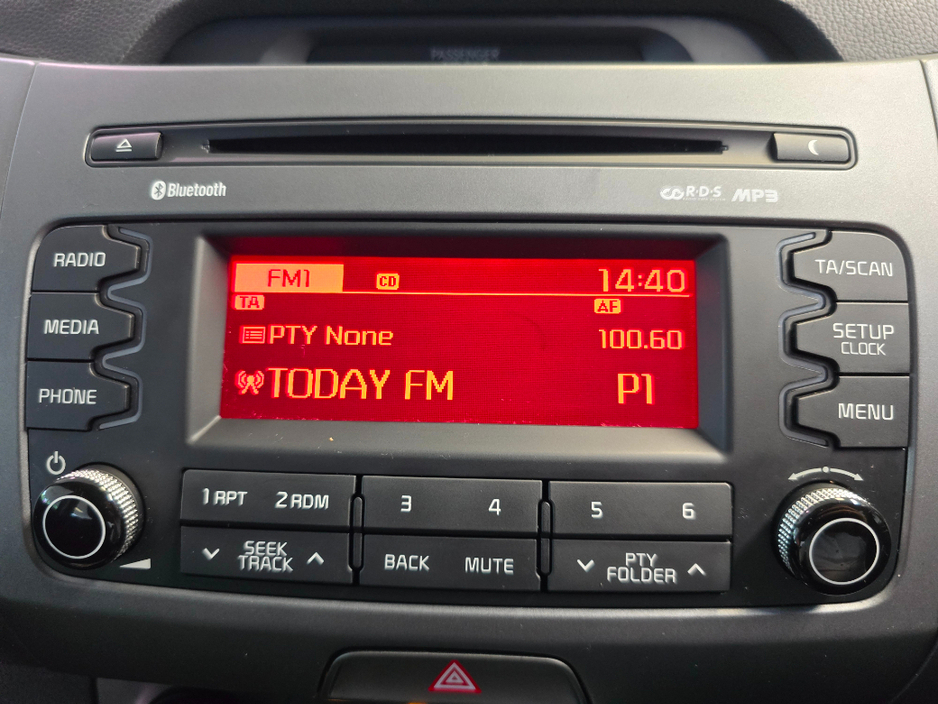 PASSENGER
Bluetooth
R·D·S MP3
RADIO
MEDIA
PHONE
FM1 CD 14:40
TA AF
PTY None 100.60
TODAY FM P1
TA/SCAN
SETUP
CLOCK
MENU
1 RPT 2 RDM 3 4 5 6
SEEK
TRACK
BACK MUTE
PTY
FOLDER